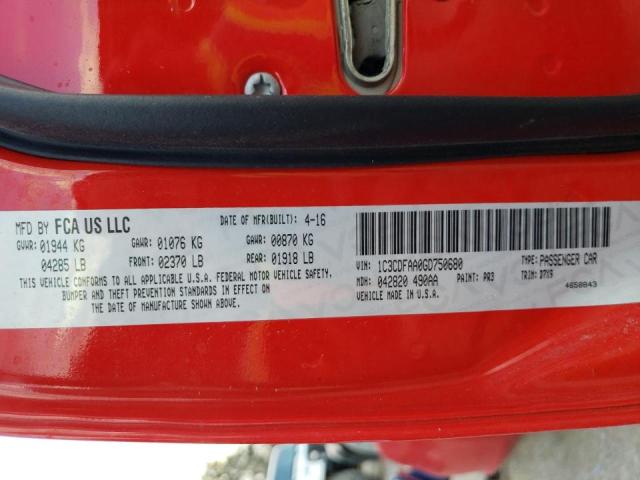 MFD BY FCA US LLC DATE OF MFR(BUILT): 4-16
GVWR: 01944 KG GAWR: 01076 KG GAWR: 00870 KG
04285 LB FRONT: 02370 LB REAR: 01918 LB
THIS VEHICLE CONFORMS TO ALL APPLICABLE U.S.A. FEDERAL MOTOR VEHICLE SAFETY,
BUMPER AND THEFT PREVENTION STANDARDS IN EFFECT ON
THE DATE OF MANUFACTURE SHOWN ABOVE.
VIN: 1C3CDFAA0GD750680 TYPE: PASSENGER CAR
MDH: 042820 490AA PAINT: PR3 TRIM: D7X9
VEHICLE MADE IN U.S.A. 4658843